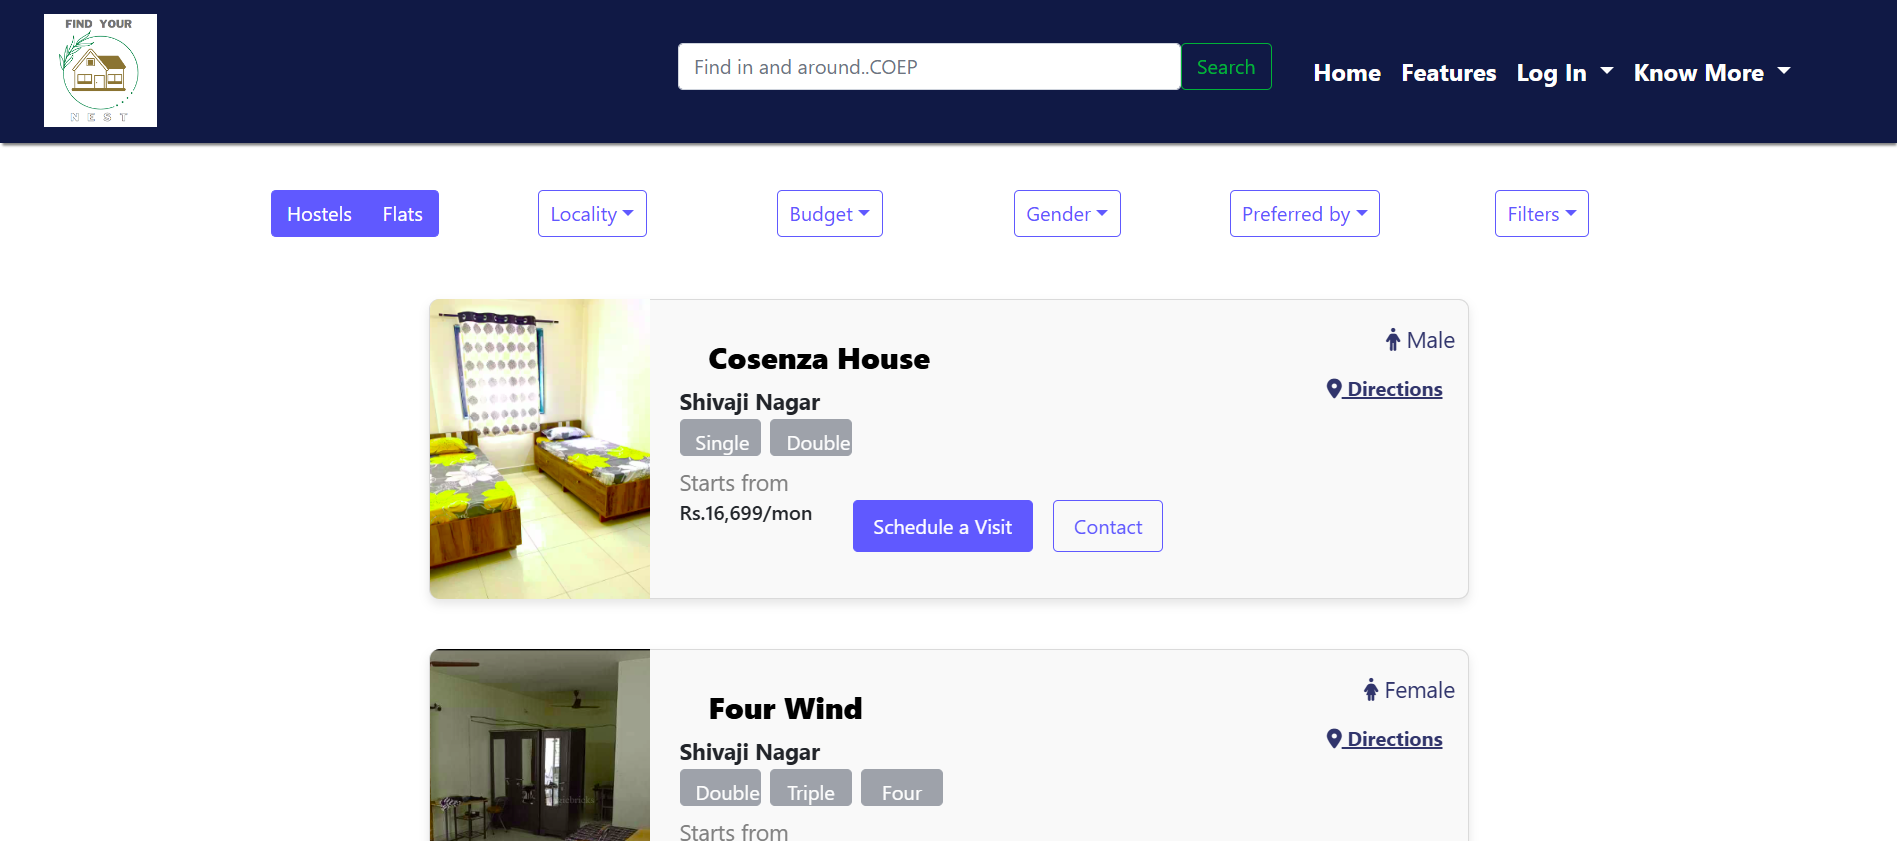 FIND YOUR
NEST
Find in and around..COEP
Search
Home
Features
Log In
Know More
Hostels
Flats
Locality
Budget
Gender
Preferred by
Filters
Cosenza House
Male
Directions
Shivaji Nagar
Single
Double
Starts from
Rs.16,699/mon
Schedule a Visit
Contact
Four Wind
Female
Directions
Shivaji Nagar
Double
Triple
Four
Starts from